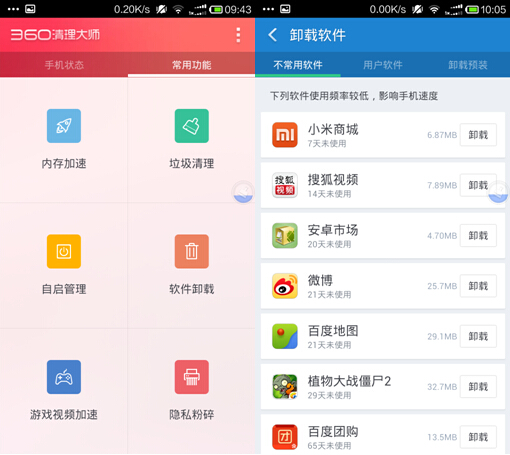 0.20K/s 09:43
360清理大师
手机状态 常用功能
内存加速 垃圾清理
自启管理 软件卸载
游戏视频加速 隐私粉碎
0.00K/s 10:05
卸载软件
不常用软件 用户软件 卸载预装
下列软件使用频率较低，影响手机速度
小米商城
7天未使用
6.87MB 卸载
搜狐视频
搜狐
视频
14天未使用
7.89MB 卸载
安卓市场
20天未使用
4.70MB 卸载
微博
21天未使用
25.7MB 卸载
百度地图
21天未使用
29.1MB 卸载
植物大战僵尸2
29天未使用
32.7MB 卸载
百度团购
团
65天未使用
13.5MB 卸载